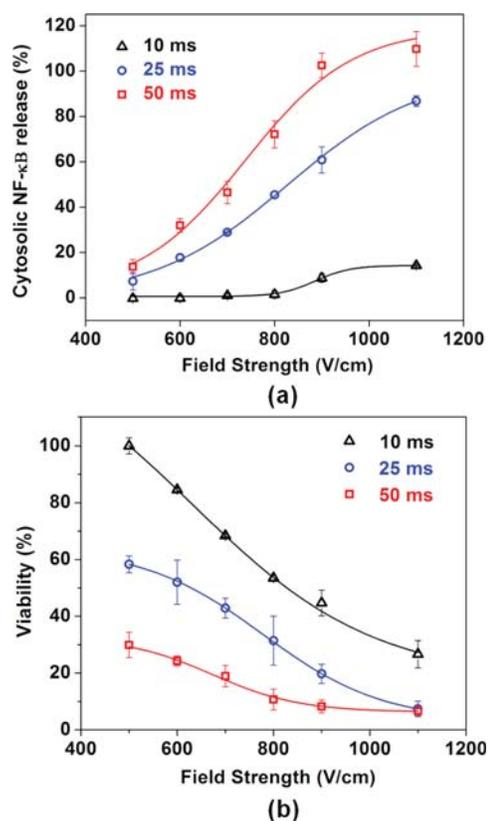 120
100
80
60
40
20
0
Cytosolic NF-κB
release (%)
10 ms
25 ms
50 ms
400 600 800 1000 1200
Field Strength (V/cm)
(a)
100
80
60
40
20
0
Viability (%)
10 ms
25 ms
50 ms
400 600 800 1000 1200
Field Strength (V/cm)
(b)